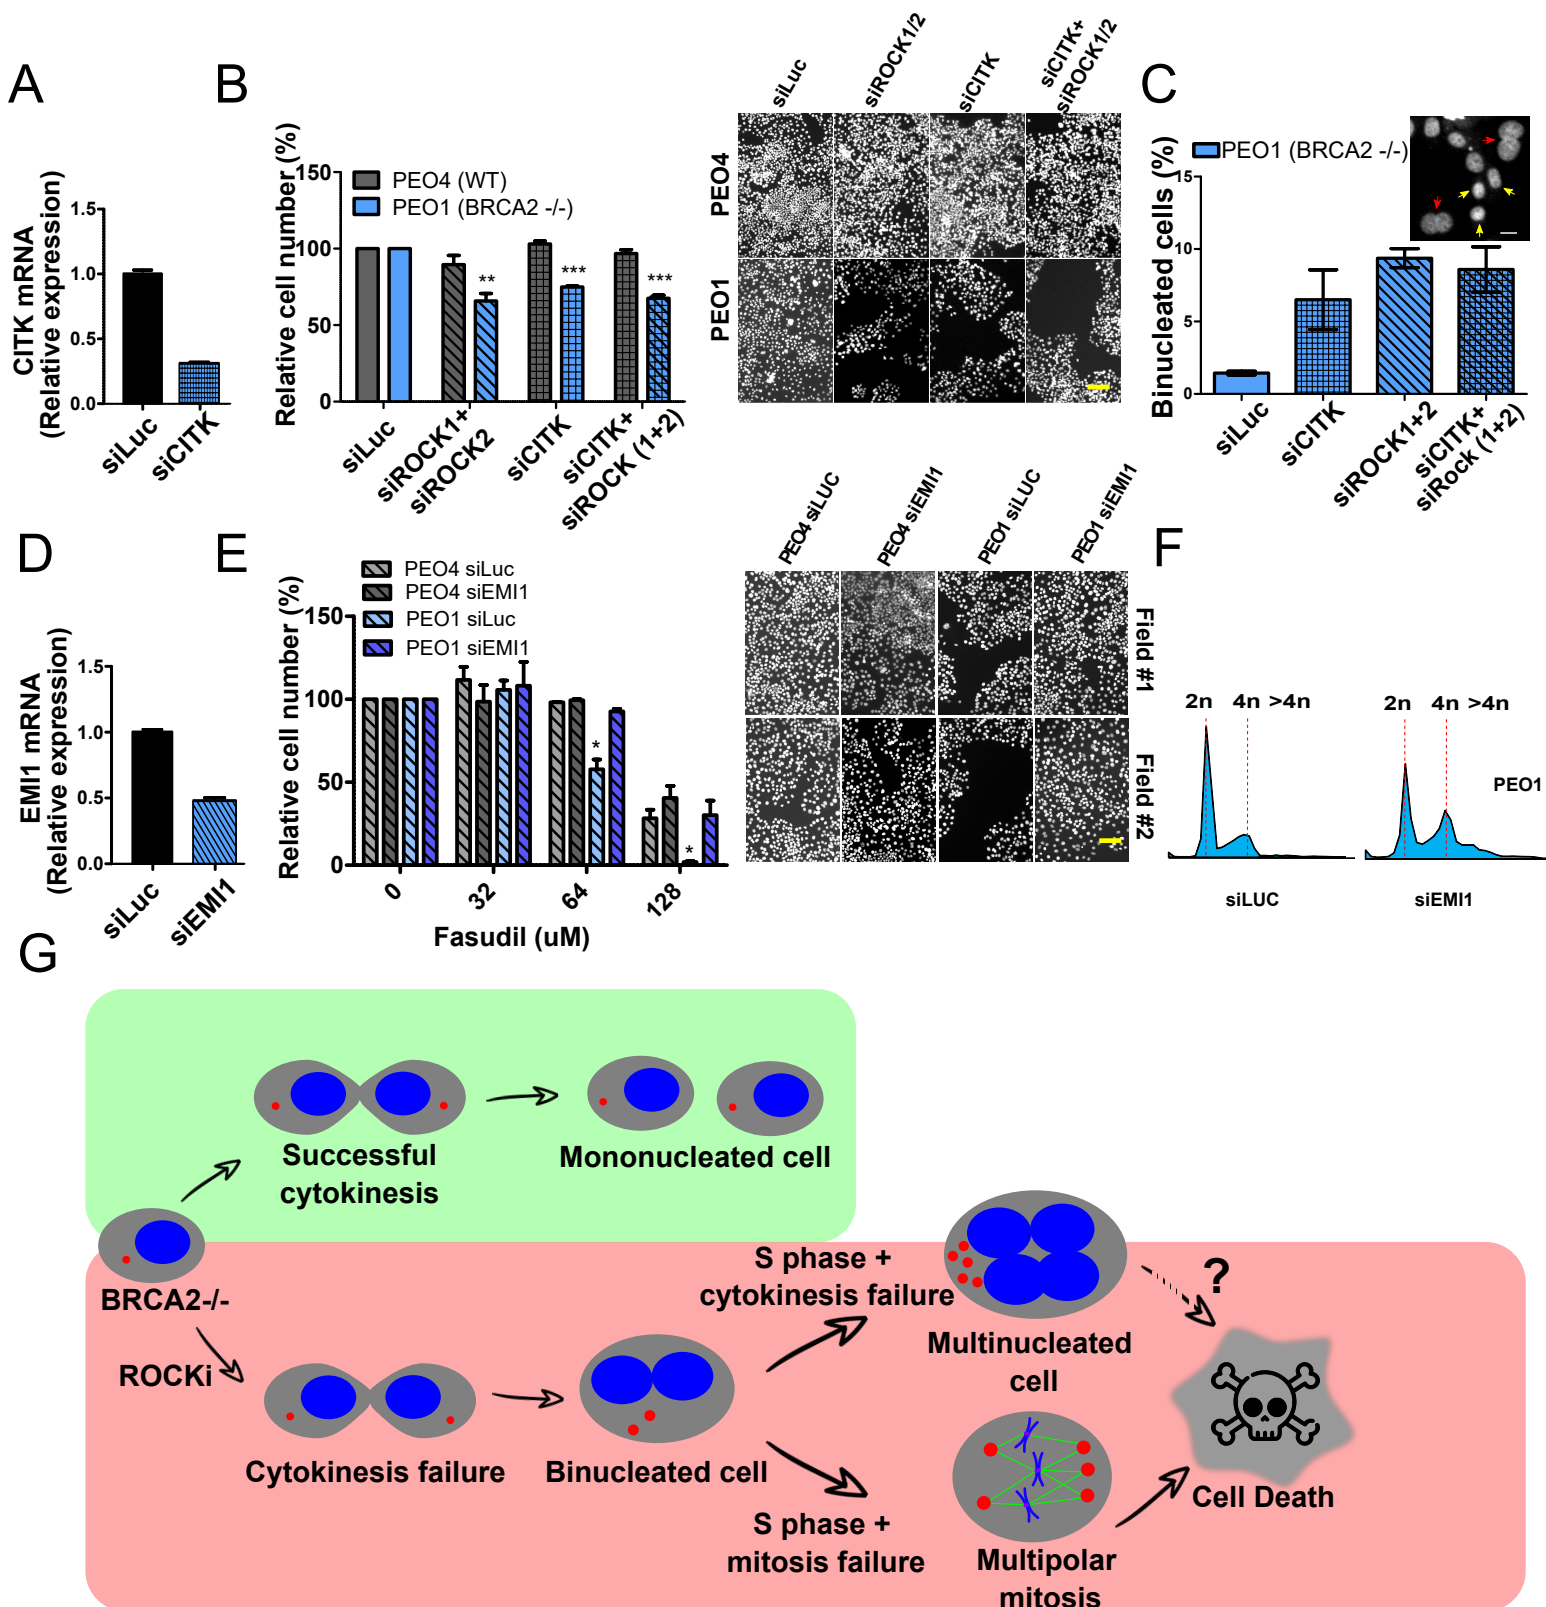 A
CITK mRNA
(Relative expression)
1.5
1.0
0.5
0.0
siLuc
siCITK
B
Relative cell number (%)
150
100
50
0
PEO4 (WT)
PEO1 (BRCA2 -/-)
**
***
***
siLuc
siROCK1+
siROCK2
siCITK
siCITK+
siROCK (1+2)
siLuc
siROCK1/2
siCITK
siCITK+
siROCK1/2
PEO4
PEO1
C
Binucleated cells (%)
PEO1 (BRCA2 -/-)
15
10
5
0
siLuc
siCITK
siROCK1+2
siCITK+
siRock (1+2)
D
EMI1 mRNA
(Relative expression)
1.5
1.0
0.5
0.0
siLuc
siEMI1
E
Relative cell number (%)
150
100
50
0
PEO4 siLuc
PEO4 siEMI1
PEO1 siLuc
PEO1 siEMI1
*
*
0
32
64
128
Fasudil (uM)
PEO4 siLUC
PEO4 siEMI1
PEO1 siLUC
PEO1 siEMI1
Field #1
Field #2
F
2n 4n >4n
2n 4n >4n
PEO1
siLUC
siEMI1
G
Successful
cytokinesis
Mononucleated cell
BRCA2-/-
ROCKi
Cytokinesis failure
Binucleated cell
S phase +
cytokinesis failure
Multinucleated
cell
?
S phase +
mitosis failure
Multipolar
mitosis
Cell Death